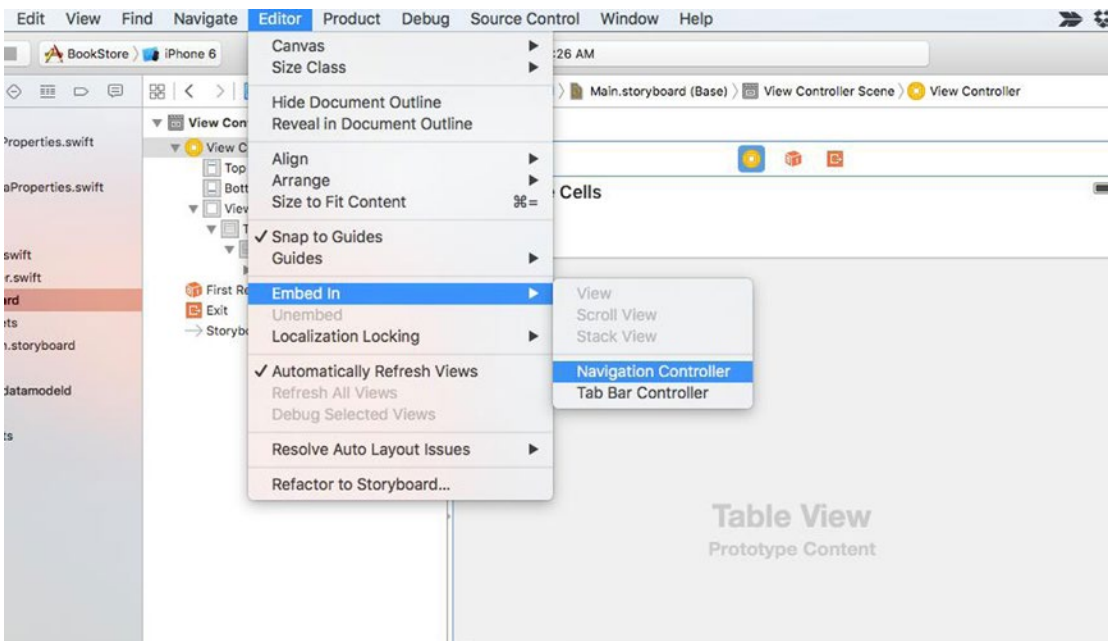 Edit View Find Navigate Editor Product Debug Source Control Window Help
BookStore iPhone 6
:26 AM
Main.storyboard (Base) View Controller Scene View Controller
Canvas
Size Class
Hide Document Outline
Reveal in Document Outline
Align
Arrange
Size to Fit Content ⌘=
✓ Snap to Guides
Guides
Embed In
Unembed
Localization Locking
✓ Automatically Refresh Views
Refresh All Views
Debug Selected Views
Resolve Auto Layout Issues
Refactor to Storyboard...
View
Scroll View
Stack View
Navigation Controller
Tab Bar Controller
Properties.swift
aProperties.swift
swift
r.swift
rd
ets
n.storyboard
datamodeld
ts
View Con
View C
Top
Bott
View
T
First Re
Exit
Storybo
Cells
Table View
Prototype Content